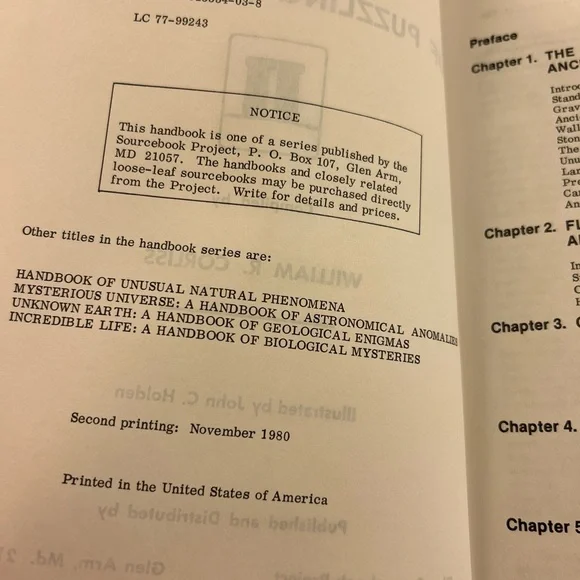 LC 77-99243
NOTICE
This handbook is one of a series published by the
Sourcebook Project, P. O. Box 107, Glen Arm,
MD 21057. The handbooks and closely related
loose-leaf sourcebooks may be purchased directly
from the Project. Write for details and prices.
Other titles in the handbook series are:
HANDBOOK OF UNUSUAL NATURAL PHENOMENA
MYSTERIOUS UNIVERSE: A HANDBOOK OF ASTRONOMICAL ANOMALIES
UNKNOWN EARTH: A HANDBOOK OF GEOLOGICAL ENIGMAS
INCREDIBLE LIFE: A HANDBOOK OF BIOLOGICAL MYSTERIES
Second printing: November 1980
Printed in the United States of America
Preface
Chapter 1. THE
Chapter 2.
Chapter 3.
Chapter 4.
Chapter 5